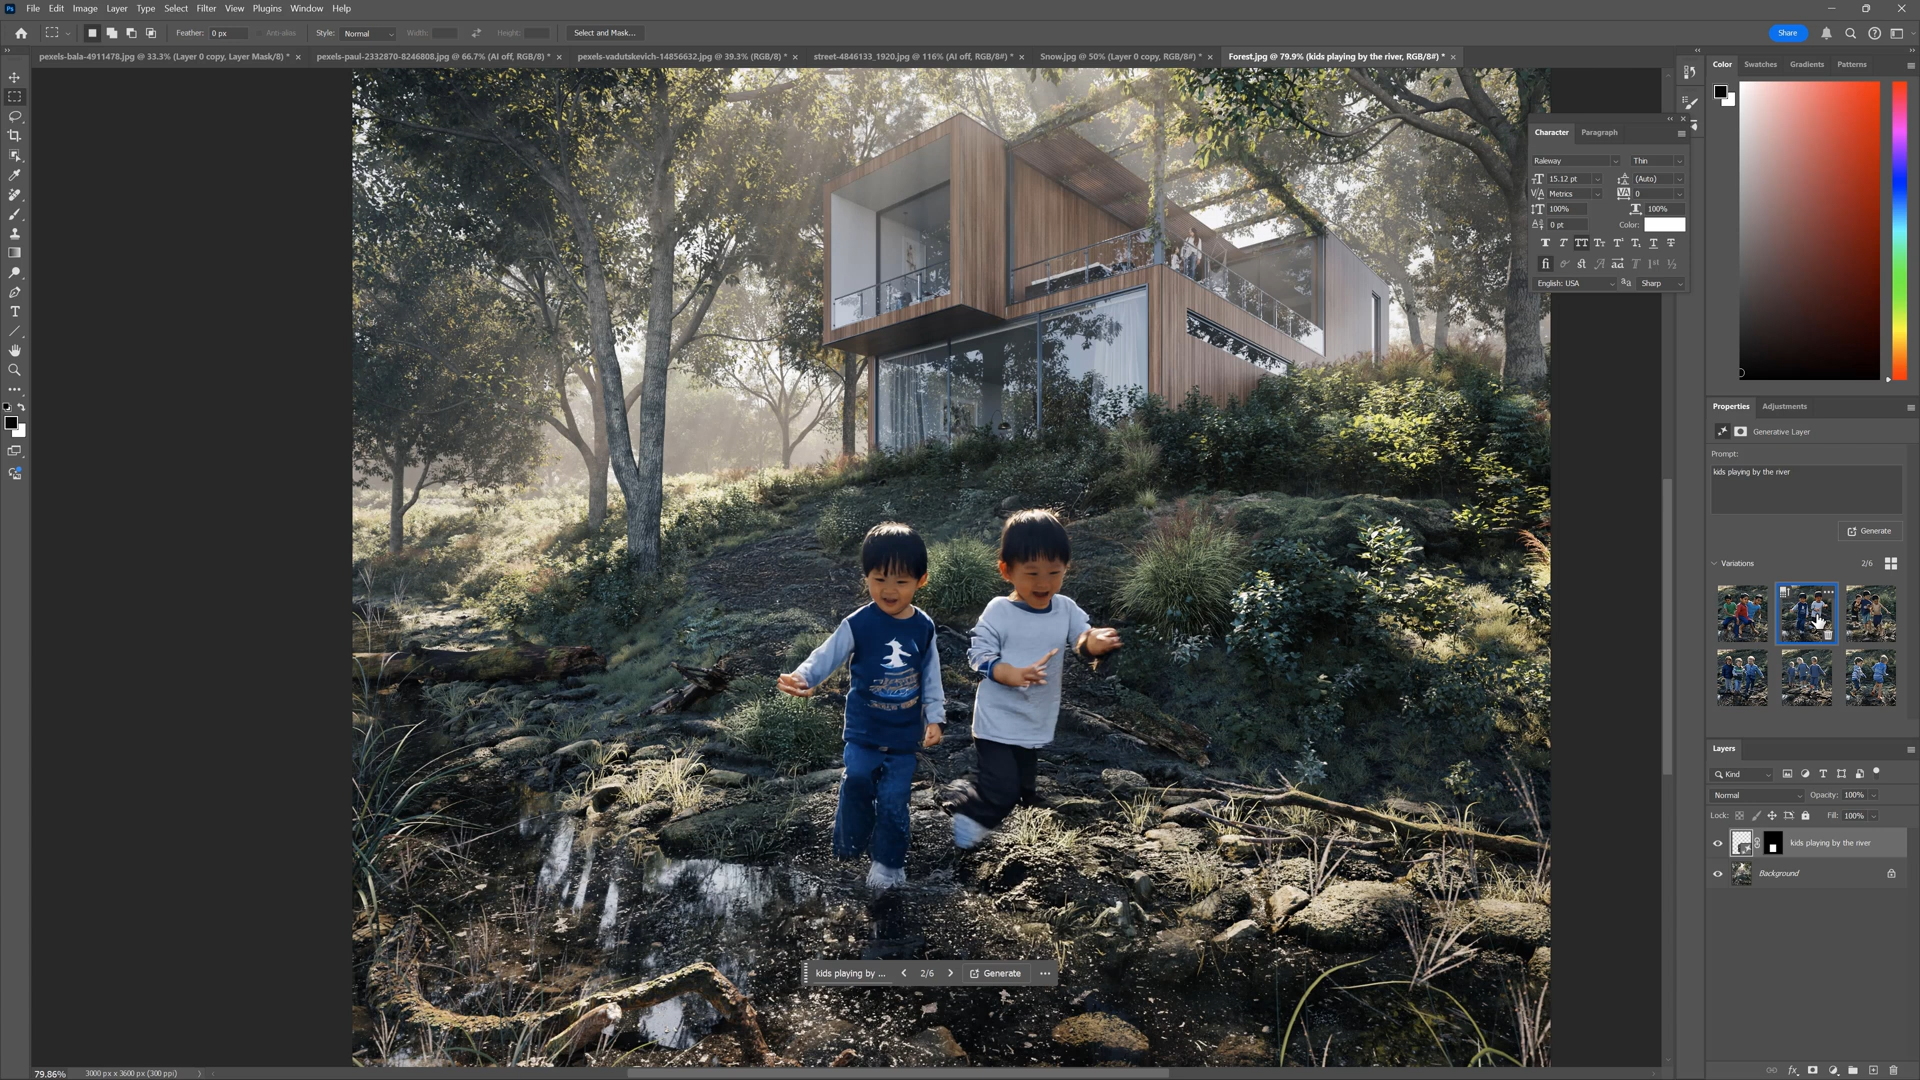 Ps File Edit Image Layer Type Select Filter View Plugins Window Help
Feather: 0 px Anti-alias Style: Normal Width: Height: Select and Mask... Share
pexels-bala-4911478.jpg @ 33.3% (Layer 0 copy, Layer Mask/8) * × pexels-paul-2332870-8246808.jpg @ 66.7% (AI off, RGB/8) * × pexels-vadutskevich-14856632.jpg @ 39.3% (RGB/8) * × street-4846133_1920.jpg @ 116% (AI off, RGB/8#) * × Snow.jpg @ 50% (Layer 0 copy, RGB/8#) * × Forest.jpg @ 79.9% (kids playing by the river, RGB/8#) * ×
Color Swatches Gradients Patterns
Character Paragraph
Raleway Thin
15.12 pt (Auto)
Metrics 0
100% 100%
0 pt Color:
English: USA Sharp
Properties Adjustments
Generative Layer
Prompt:
kids playing by the river
Generate
Variations 2/6
Layers
Kind
Normal Opacity: 100%
Lock: Fill: 100%
kids playing by the river
Background
kids playing by ... 2/6 Generate ...
79.86% 3000 px x 3600 px (300 ppi)